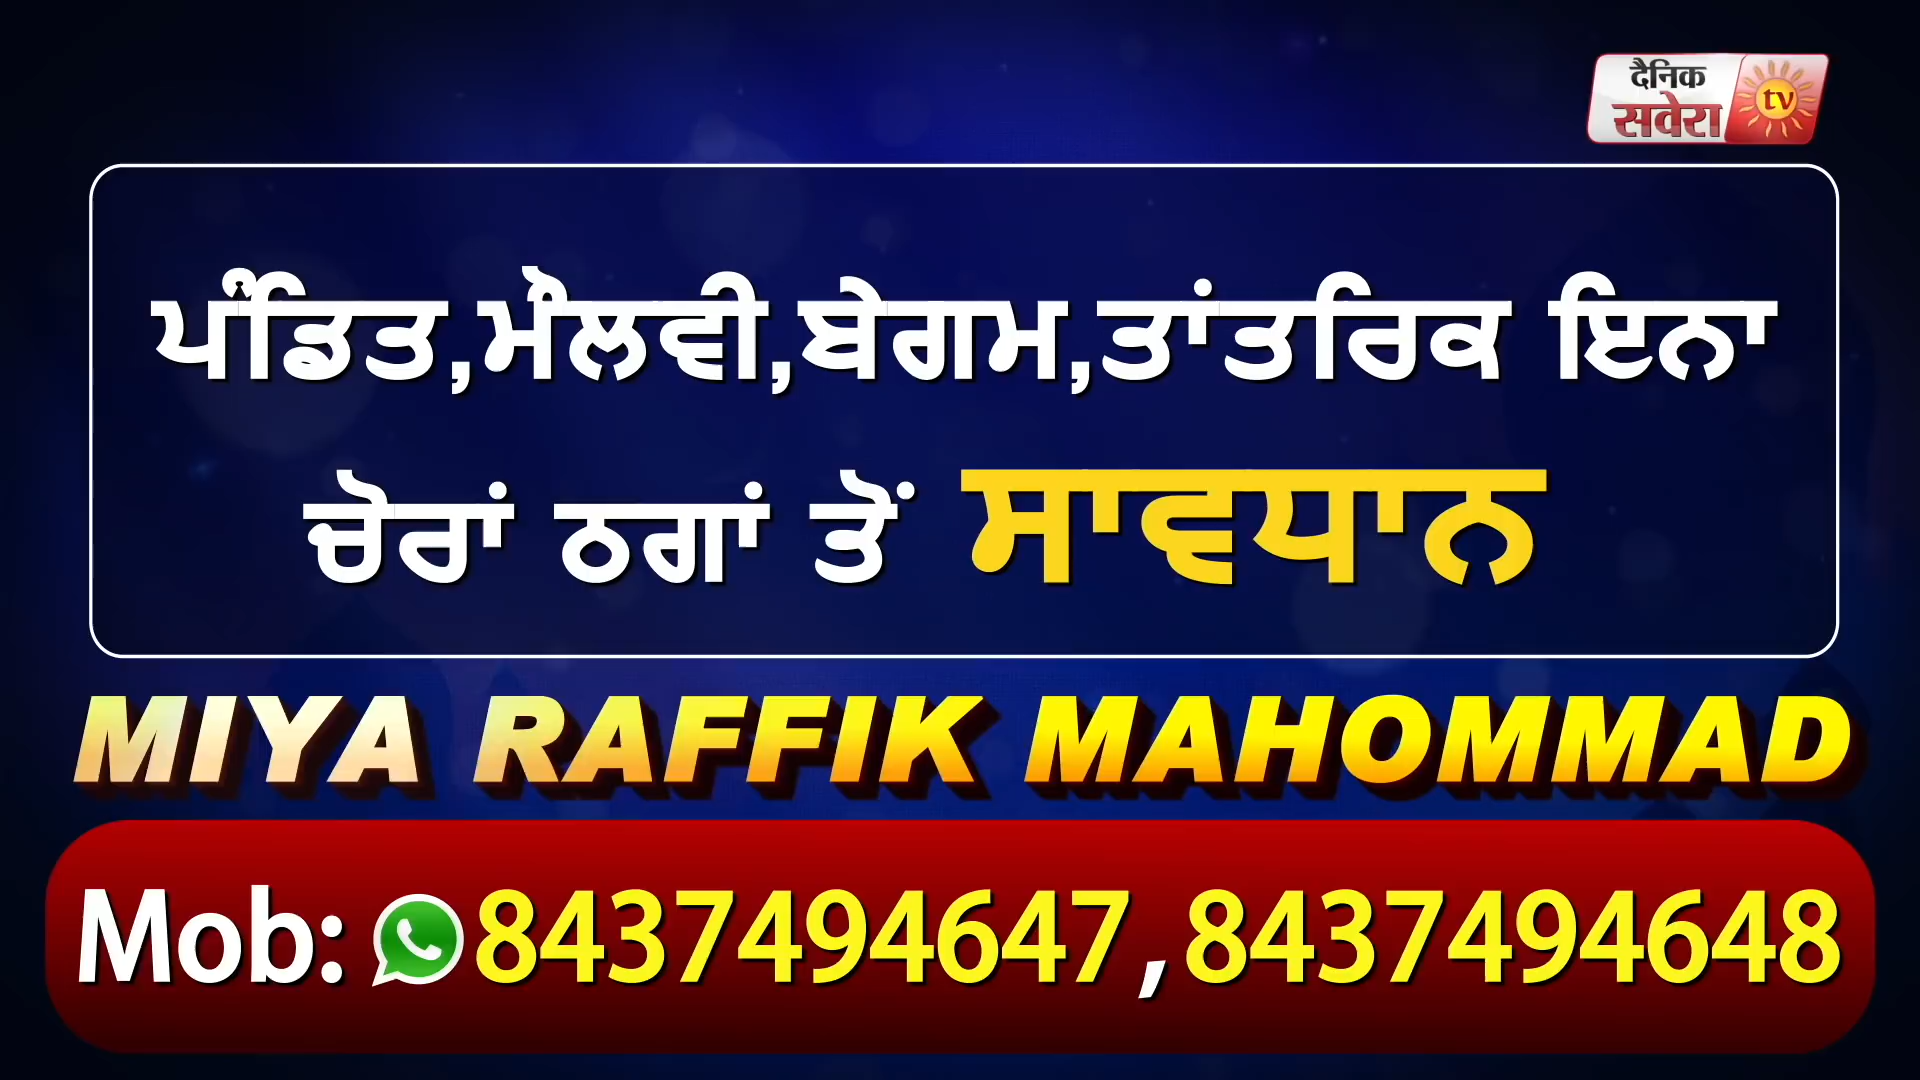 दैनिक
सवेरा
tv
ਪੰਡਿਤ,ਮੌਲਵੀ,ਬੇਗਮ,ਤਾਂਤਰਿਕ ਇਨਾ
ਚੋਰਾਂ ਠਗਾਂ ਤੋਂ ਸਾਵਧਾਨ
MIYA RAFFIK MAHOMMAD
Mob: 8437494647, 8437494648